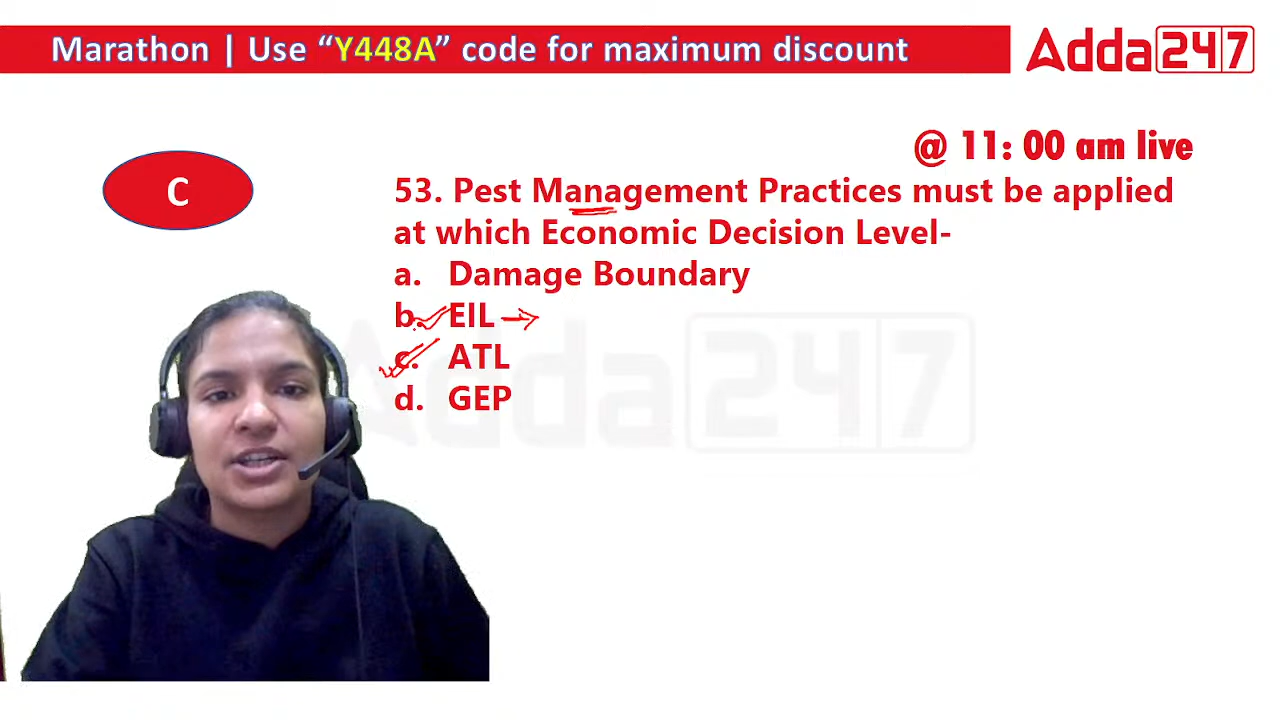 Marathon | Use “Y448A” code for maximum discount
Adda247
@ 11: 00 am live
C
53. Pest Management Practices must be applied
at which Economic Decision Level-
a. Damage Boundary
b. EIL
c. ATL
d. GEP
Adda247